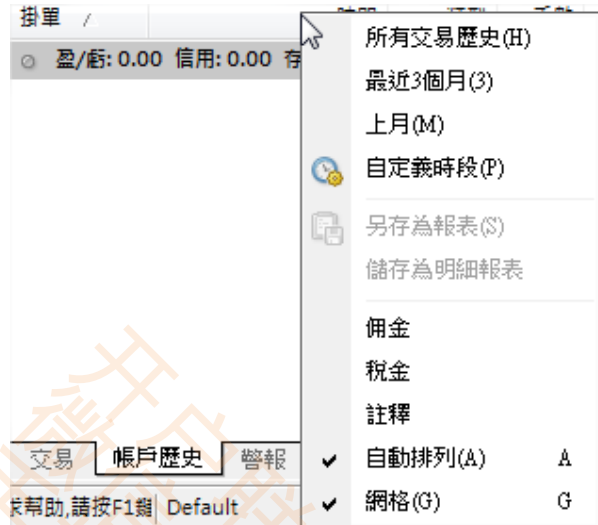 掛單 /
盈/虧: 0.00 信用: 0.00 存
所有交易歷史(H)
最近3個月(3)
上月(M)
自定義時段(P)
另存為報表(S)
儲存為明細報表
佣金
稅金
註釋
自動排列(A) A
網格(G) G
交易 帳戶歷史 警報
求幫助,請按F1鍵 Default